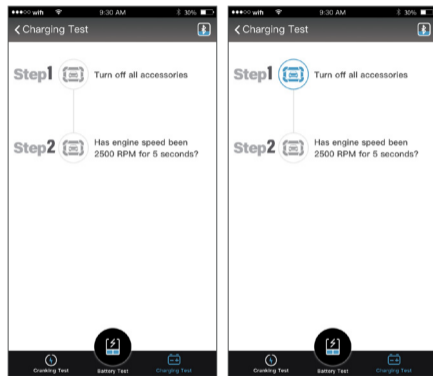 ●●●○○ wifi 9:30 AM 35%
Charging Test
Step1 Turn off all accessories
Step2 Has engine speed been
2500 RPM for 5 seconds?
Cranking Test Battery Test Charging Test
●●●○○ wifi 9:30 AM 35%
Charging Test
Step1 Turn off all accessories
Step2 Has engine speed been
2500 RPM for 5 seconds?
Cranking Test Battery Test Charging Test